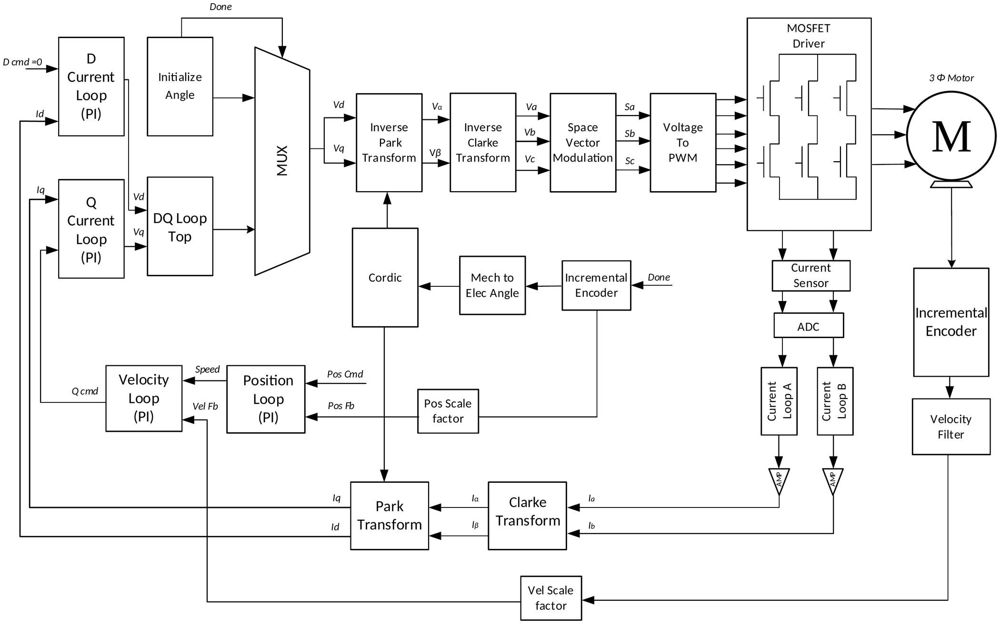 Done
MOSFET
Driver
D cmd =0
D
Current
Loop
(PI)
Id
Initialize
Angle
MUX
3 Φ Motor
M
Vd
Vq
Inverse
Park
Transform
Vα
Vβ
Inverse
Clarke
Transform
Va
Vb
Vc
Space
Vector
Modulation
Sa
Sb
Sc
Voltage
To
PWM
Iq
Q
Current
Loop
(PI)
Vd
Vq
DQ Loop
Top
Cordic
Mech to
Elec Angle
Incremental
Encoder
Done
Current
Sensor
ADC
Incremental
Encoder
Q cmd
Velocity
Loop
(PI)
Speed
Vel Fb
Position
Loop
(PI)
Pos Cmd
Pos Fb
Pos Scale
factor
Current
Loop A
Current
Loop B
Velocity
Filter
AMP
AMP
Iq
Id
Park
Transform
Iα
Iβ
Clarke
Transform
Ia
Ib
Vel Scale
factor